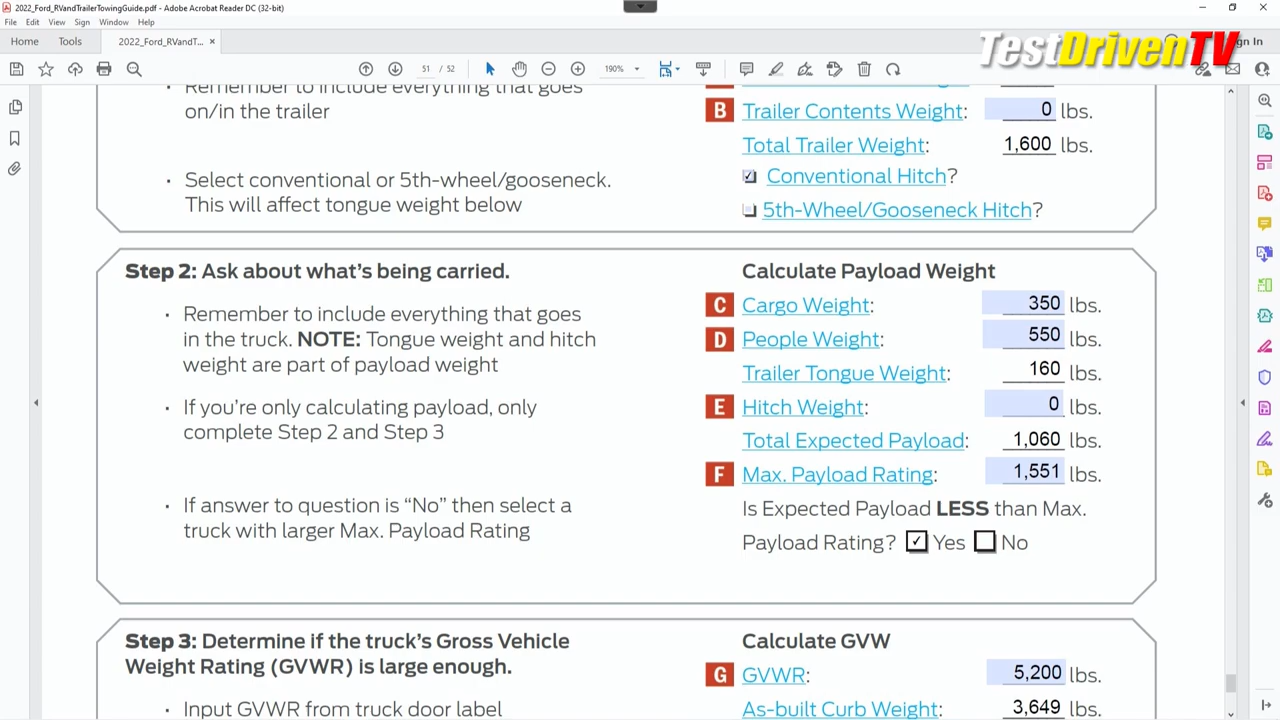 2022_Ford_RVandTrailerTowingGuide.pdf - Adobe Acrobat Reader DC (32-bit)
File Edit View Sign Window Help
Home Tools 2022_Ford_RVandT... ×
TestDrivenTV
gn In
51 / 52
190%
Remember to include everything that goes
on/in the trailer
B Trailer Contents Weight: 0 lbs.
Total Trailer Weight: 1,600 lbs.
· Select conventional or 5th-wheel/gooseneck.
This will affect tongue weight below
Conventional Hitch?
5th-Wheel/Gooseneck Hitch?
Step 2: Ask about what's being carried.
· Remember to include everything that goes
in the truck. NOTE: Tongue weight and hitch
weight are part of payload weight
· If you're only calculating payload, only
complete Step 2 and Step 3
· If answer to question is “No” then select a
truck with larger Max. Payload Rating
Calculate Payload Weight
C Cargo Weight: 350 lbs.
D People Weight: 550 lbs.
Trailer Tongue Weight: 160 lbs.
E Hitch Weight: 0 lbs.
Total Expected Payload: 1,060 lbs.
F Max. Payload Rating: 1,551 lbs.
Is Expected Payload LESS than Max.
Payload Rating? ✓ Yes No
Step 3: Determine if the truck's Gross Vehicle
Weight Rating (GVWR) is large enough.
· Input GVWR from truck door label
Calculate GVW
G GVWR: 5,200 lbs.
As-built Curb Weight: 3,649 lbs.